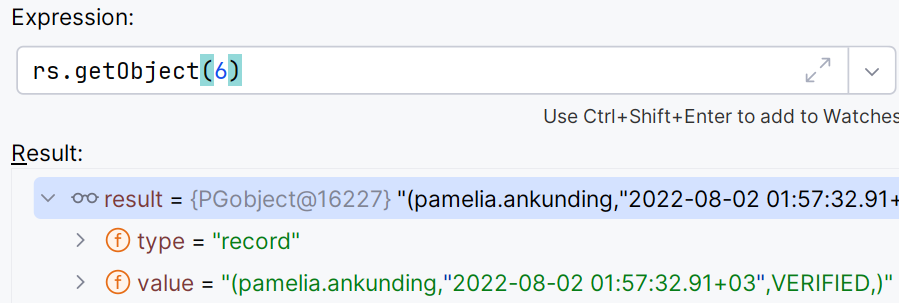 Expression:
rs.getObject(6)
Use Ctrl+Shift+Enter to add to Watches
Result:
result = {PGobject@16227} "(pamelia.ankunding,"2022-08-02 01:57:32.91+
f type = "record"
f value = "(pamelia.ankunding,"2022-08-02 01:57:32.91+03",VERIFIED,)"